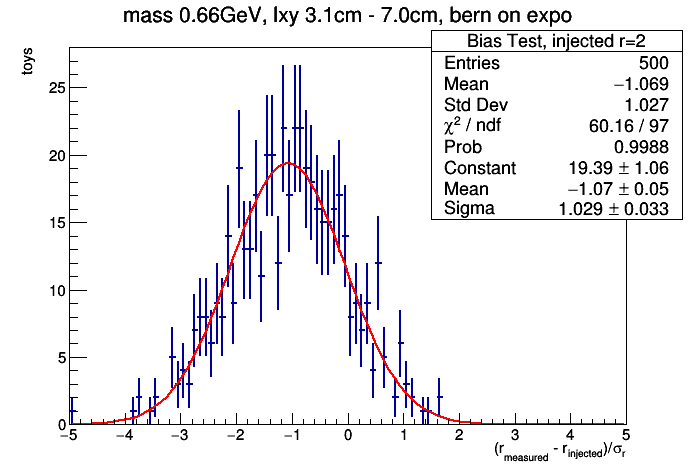 mass 0.66GeV, lxy 3.1cm - 7.0cm, bern on expo
Bias Test, injected r=2
Entries 500
Mean −1.069
Std Dev 1.027
χ² / ndf 60.16 / 97
Prob 0.9988
Constant 19.39 ± 1.06
Mean −1.07 ± 0.05
Sigma 1.029 ± 0.033
toys
25
20
15
10
5
0
−5 −4 −3 −2 −1 0 1 2 3 4 5
(r_measured - r_injected)/σ_r